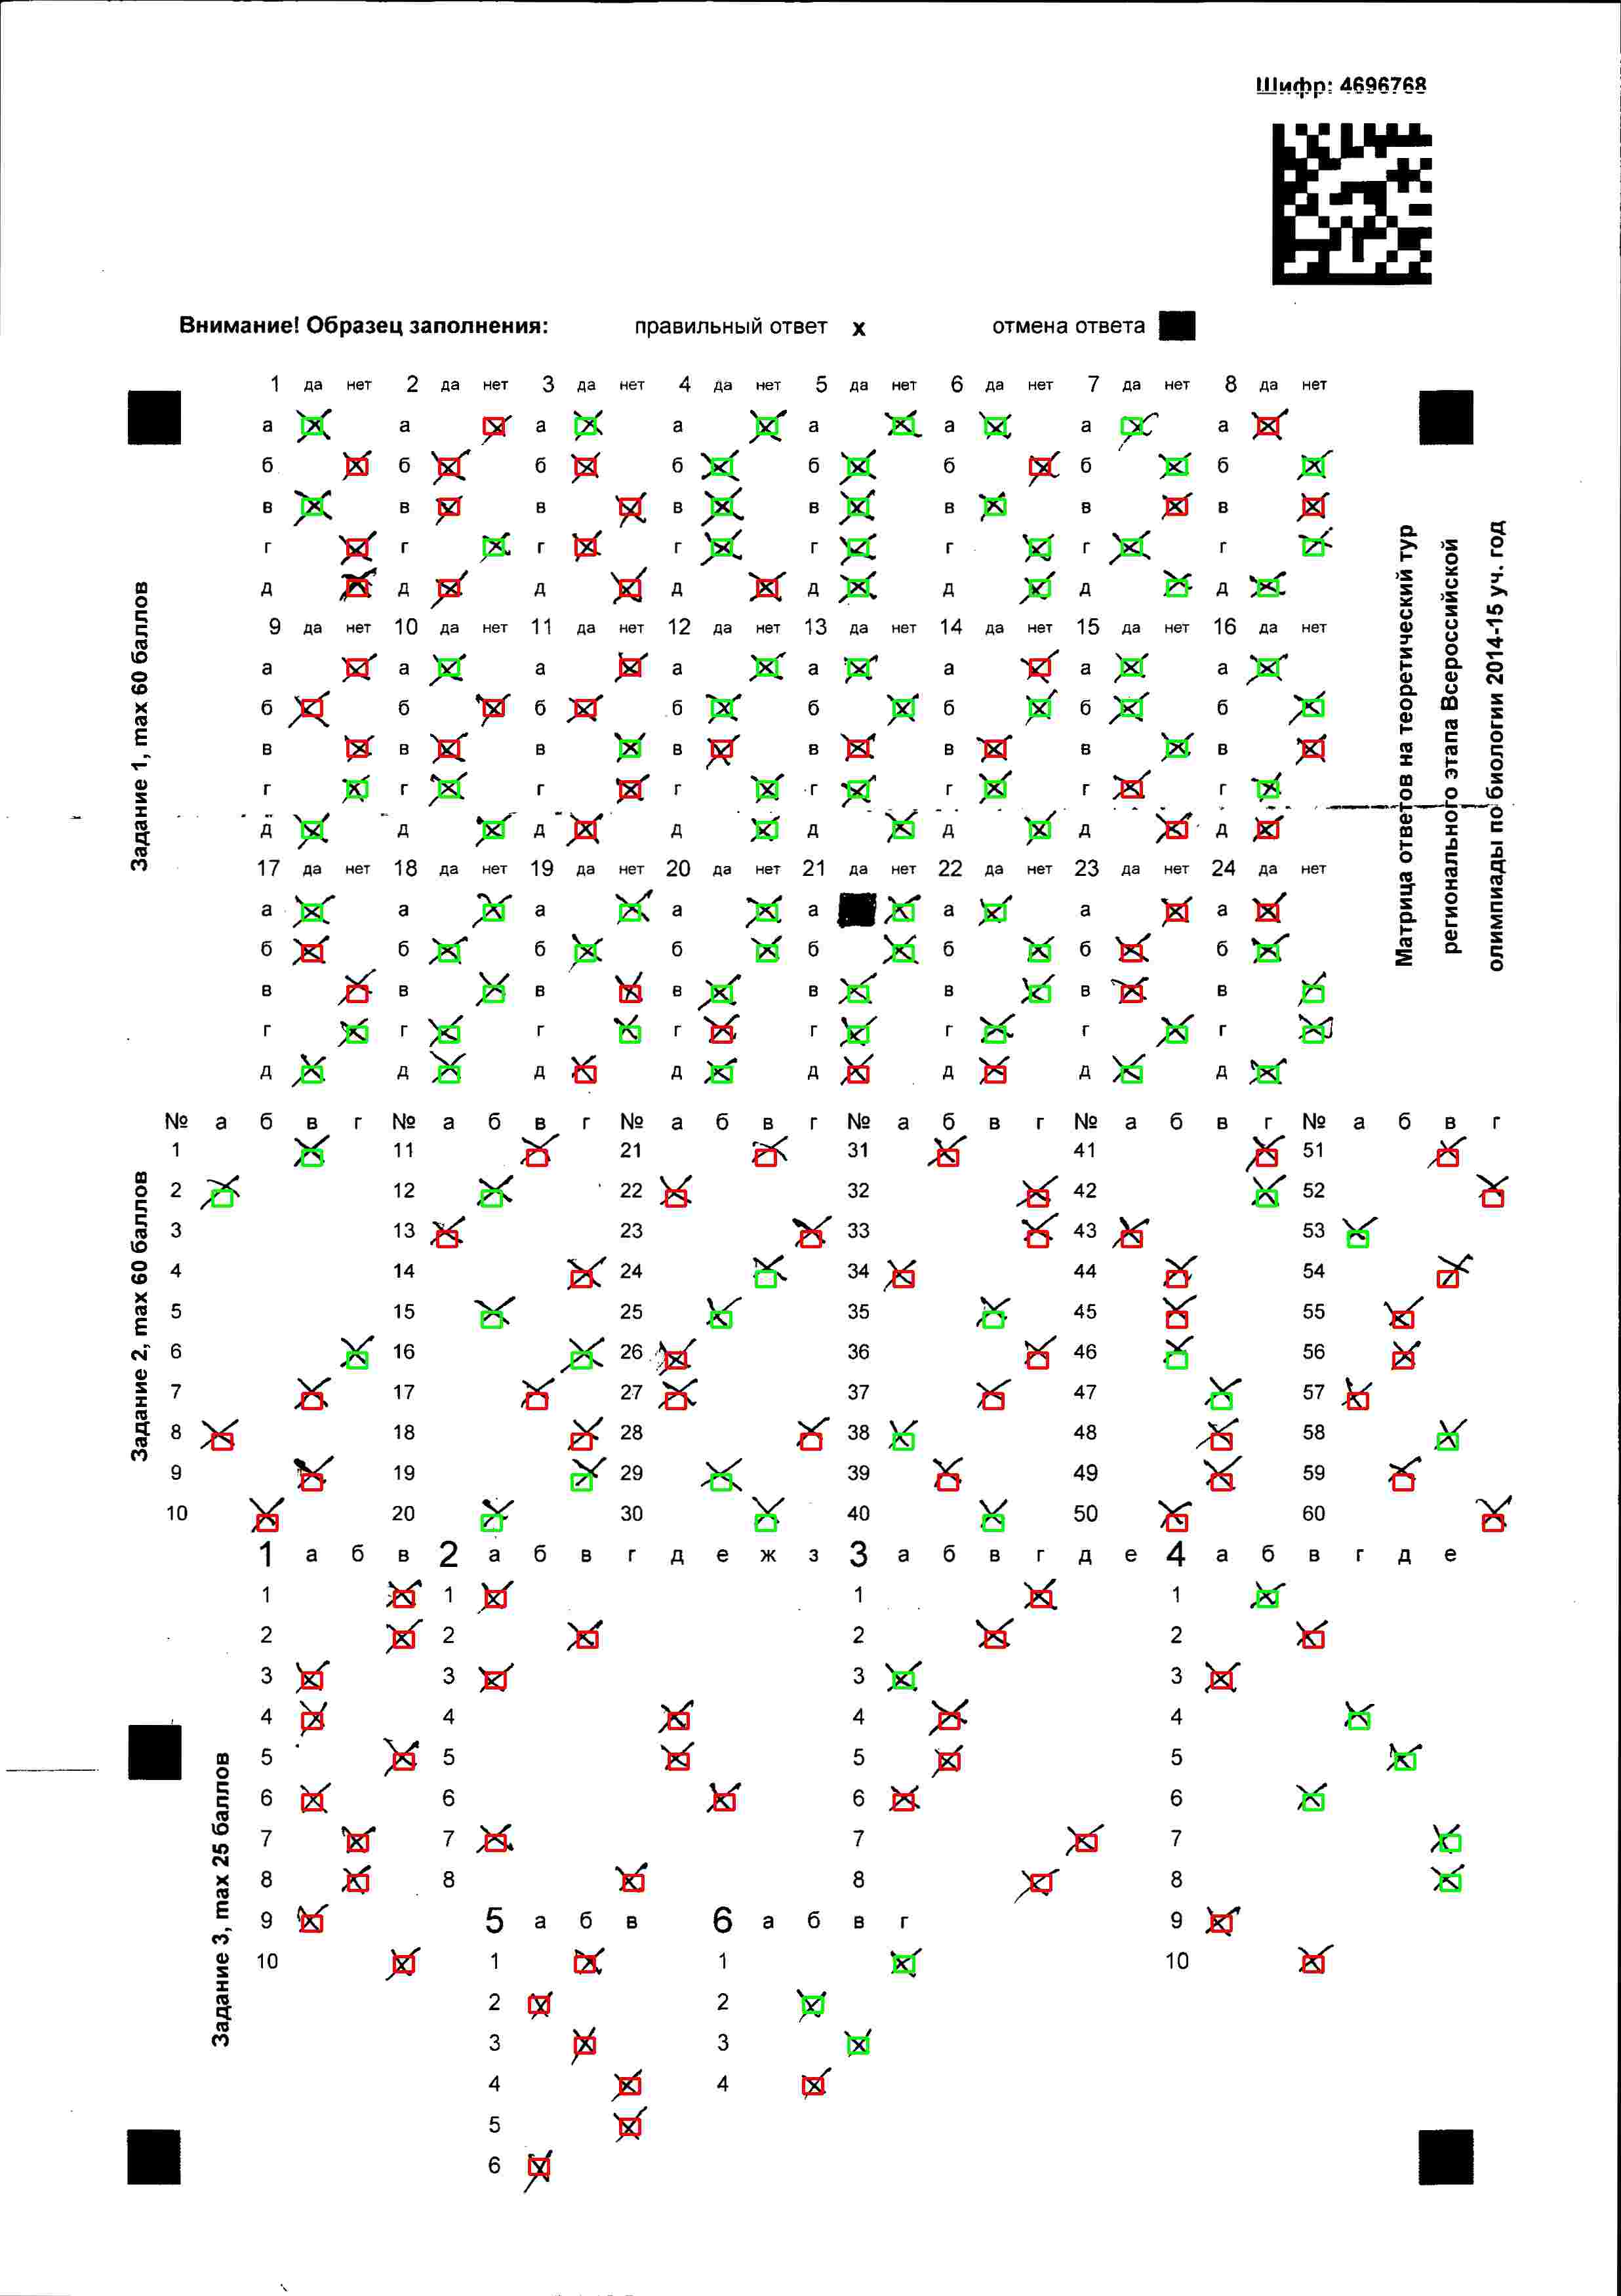 Шифр: 4696768
Внимание! Образец заполнения: правильный ответ x отмена ответа
1 да нет 2 да нет 3 да нет 4 да нет 5 да нет 6 да нет 7 да нет 8 да нет
а а а а а а а а
б б б б б б б б
в в в в в в в в
г г г г г г г г
д д д д д д д д
9 да нет 10 да нет 11 да нет 12 да нет 13 да нет 14 да нет 15 да нет 16 да нет
а а а а а а а а
б б б б б б б б
в в в в в в в в
г г г г г г г г
д д д д д д д д
17 да нет 18 да нет 19 да нет 20 да нет 21 да нет 22 да нет 23 да нет 24 да нет
а а а а а а а а
б б б б б б б б
в в в в в в в в
г г г г г г г г
д д д д д д д д
Задание 1, max 60 баллов
Матрица ответов на теоретический тур
регионального этапа Всероссийской
олимпиады по биологии 2014-15 уч. год
№ а б в г № а б в г № а б в г № а б в г № а б в г № а б в г
1 11 21 31 41 51
2 12 22 32 42 52
3 13 23 33 43 53
4 14 24 34 44 54
5 15 25 35 45 55
6 16 26 36 46 56
7 17 27 37 47 57
8 18 28 38 48 58
9 19 29 39 49 59
10 20 30 40 50 60
Задание 2, max 60 баллов
1 а б в 2 а б в г д е ж з 3 а б в г д е 4 а б в г д е
1 1 1 1
2 2 2 2
3 3 3 3
4 4 4 4
5 5 5 5
6 6 6 6
7 7 7 7
8 8 8 8
9 5 а б в 6 а б в г 9
10 1 1 10
2 2
3 3
4 4
5
6
Задание 3, max 25 баллов